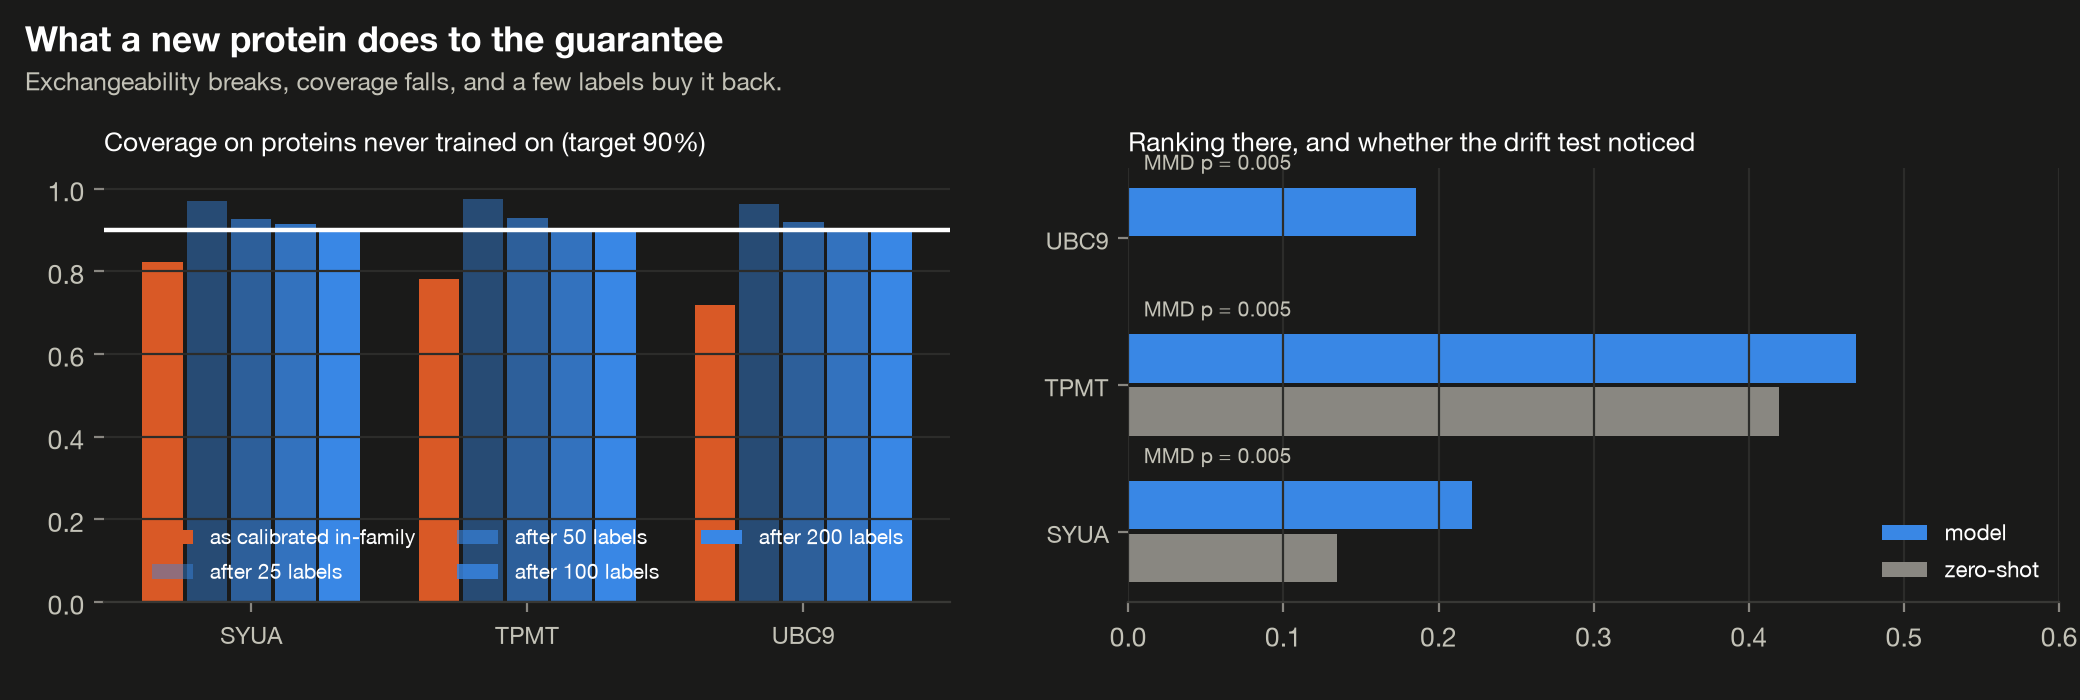 What a new protein does to the guarantee
Exchangeability breaks, coverage falls, and a few labels buy it back.
Coverage on proteins never trained on (target 90%)
1.0
0.8
0.6
0.4
0.2
0.0
as calibrated in-family
after 25 labels
after 50 labels
after 100 labels
after 200 labels
SYUA
TPMT
UBC9
Ranking there, and whether the drift test noticed
MMD p = 0.005
UBC9
MMD p = 0.005
TPMT
MMD p = 0.005
SYUA
model
zero-shot
0.0
0.1
0.2
0.3
0.4
0.5
0.6